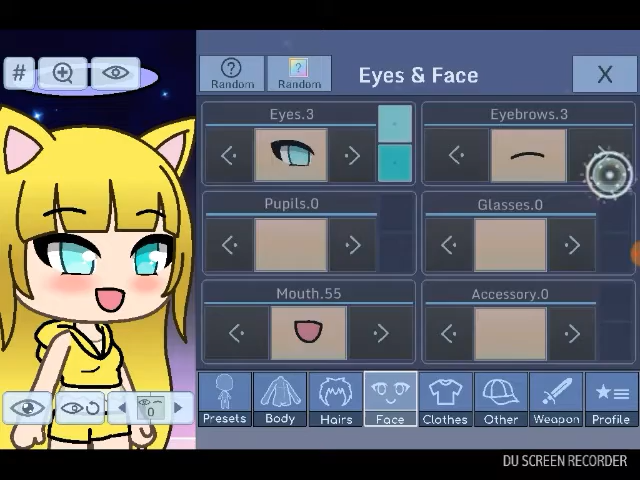 #
Random
Random
Eyes & Face
X
Eyes.3
Eyebrows.3
Pupils.0
Glasses.0
Mouth.55
Accessory.0
0
Presets
Body
Hairs
Face
Clothes
Other
Weapon
Profile
DU SCREEN RECORDER